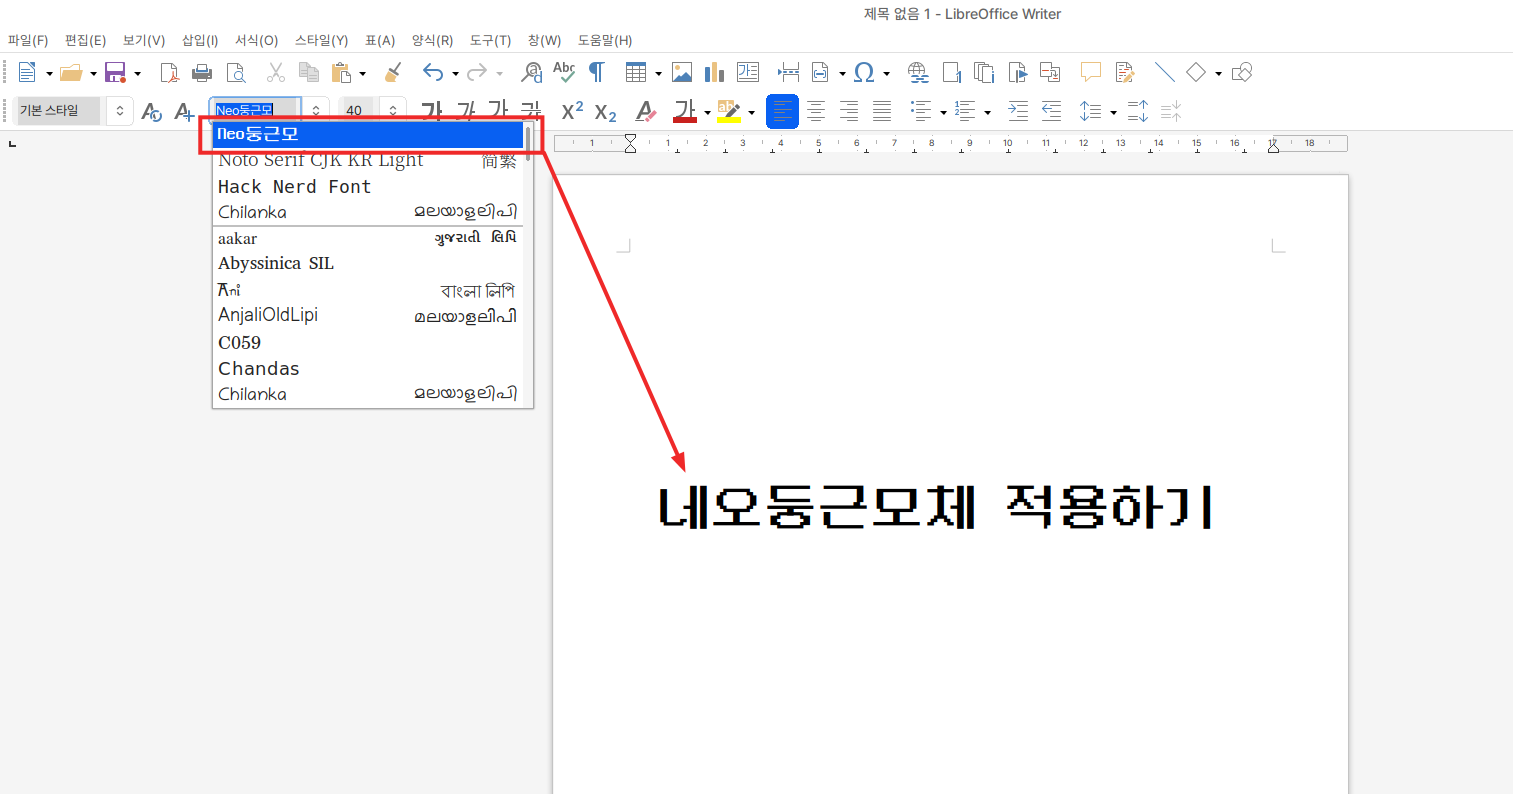 제목 없음 1 - LibreOffice Writer
파일(F) 편집(E) 보기(V) 삽입(I) 서식(O) 스타일(Y) 표(A) 양식(R) 도구(T) 창(W) 도움말(H)
기본 스타일 Neo둥근모 40 가 가 가 가 X² X₂ 가
Neo둥근모
Noto Serif CJK KR Light 简繁
Hack Nerd Font
Chilanka മലയാളലിപി
aakar ગુજરાતી લિપિ
Abyssinica SIL
Ani বাংলা লিপি
AnjaliOldLipi മലയാളലിപി
C059
Chandas
Chilanka മലയാളലിപി
1 1 2 3 4 5 6 7 8 9 10 11 12 13 14 15 16 17 18
네오둥근모체 적용하기